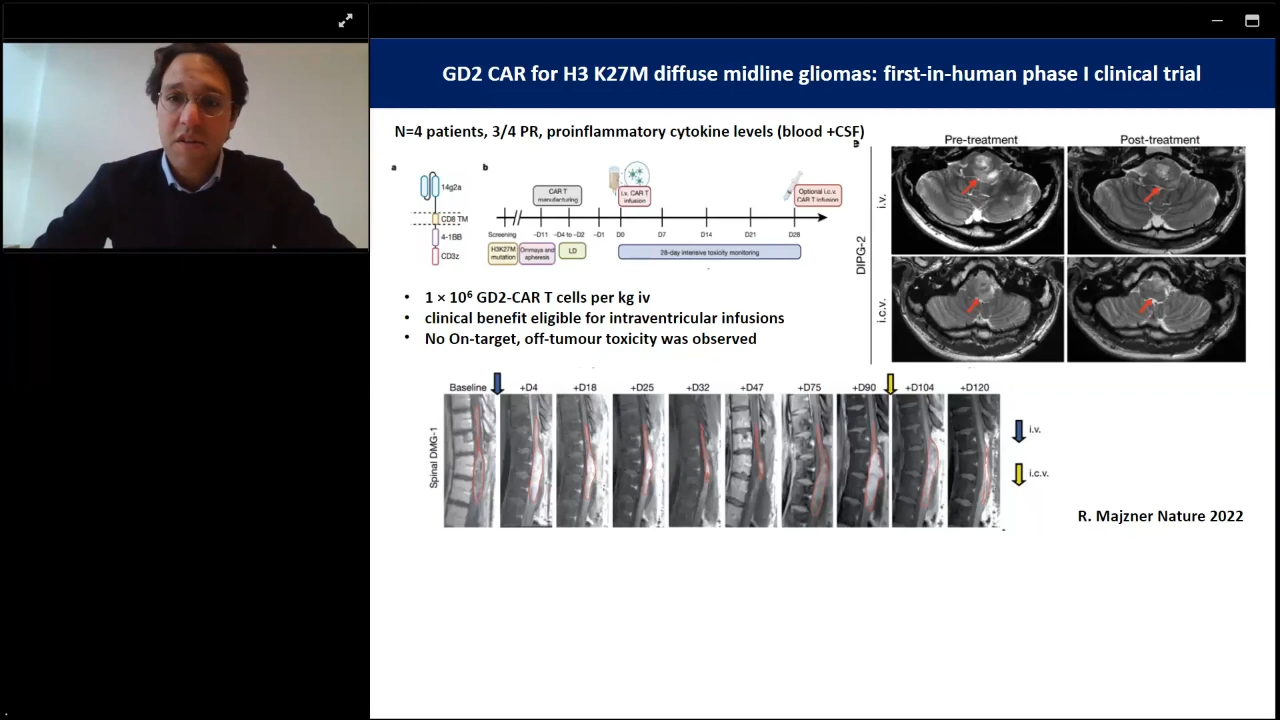 GD2 CAR for H3 K27M diffuse midline gliomas: first-in-human phase I clinical trial
N=4 patients, 3/4 PR, proinflammatory cytokine levels (blood +CSF)
a
14g2a
CD8 TM
4-1BB
CD3z
b
CAR T
manufacturing
i.v. CAR T
infusion
Optional i.c.v.
CAR T infusion
Screening
–D11
–D4 to –D2
–D1
D0
D7
D14
D21
D28
H3K27M
mutation
Ommaya and
apheresis
LD
28-day intensive toxicity monitoring
e
Pre-treatment
Post-treatment
DIPG-2
i.v.
i.c.v.
• 1 × 10⁶ GD2-CAR T cells per kg iv
• clinical benefit eligible for intraventricular infusions
• No On-target, off-tumour toxicity was observed
Baseline
+D4
+D18
+D25
+D32
+D47
+D75
+D90
+D104
+D120
Spinal DMG-1
i.v.
i.c.v.
R. Majzner Nature 2022